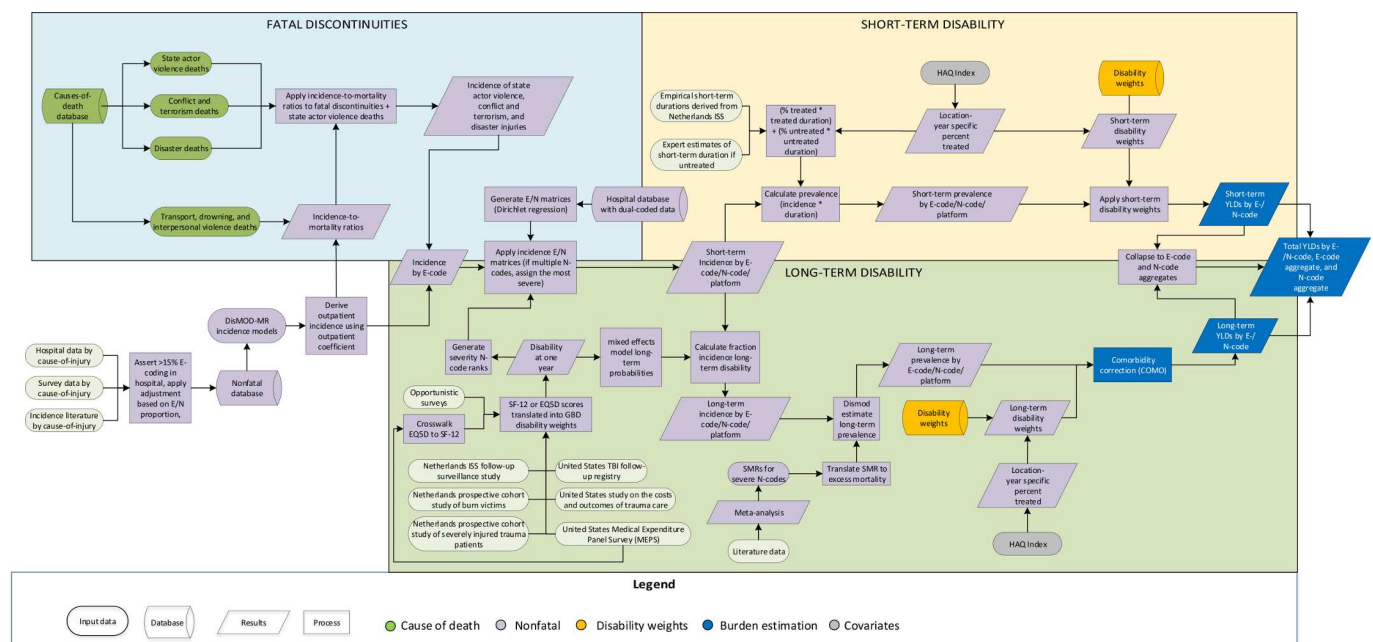 FATAL DISCONTINUITIES
State actor
violence deaths
Causes-of-
death
database
Conflict and
terrorism deaths
Disaster deaths
Apply incidence-to-mortality
ratios to fatal discontinuities +
state actor violence deaths
Incidence of state
actor violence,
conflict and
terrorism, and
disaster injuries
Transport, drowning, and
interpersonal violence deaths
Incidence-to-
mortality ratios
Generate E/N matrices
(Dirichlet regression)
Hospital database
with dual-coded data
SHORT-TERM DISABILITY
HAQ Index
Disability
weights
Empirical short-term
durations derived from
Netherlands ISS
Expert estimates of
short-term duration if
untreated
(% treated *
treated duration)
+ (% untreated *
untreated
duration)
Location-
year specific
percent
treated
Short-term
disability
weights
Calculate prevalence
(incidence *
duration)
Short-term prevalence
by E-code/N-code/
platform
Apply short-term
disability weights
Short-term
YLDs by E-/
N-code
Incidence
by E-code
Apply incidence E/N
matrices (if multiple N-
codes, assign the most
severe)
Short-term
Incidence by E-
code/N-code/
platform
Collapse to E-code
and N-code
aggregates
Total YLDs by E-
/N-code, E-code
aggregate, and
N-code
aggregate
LONG-TERM DISABILITY
Long-term
YLDs by E-/
N-code
DisMOD-MR
incidence models
Derive
outpatient
incidence using
outpatient
coefficient
Hospital data by
cause-of-injury
Survey data by
cause-of-injury
Incidence literature
by cause-of-injury
Assert >15% E-
coding in
hospital, apply
adjustment
based on E/N
proportion,
Nonfatal
database
Generate
severity N-
code ranks
Disability
at one
year
mixed effects
model long-
term
probabilities
Calculate fraction
incidence long-
term disability
Long-term
prevalence by
E-code/N-code/
platform
Comorbidity
correction (COMO)
Opportunistic
surveys
Crosswalk
EQ5D to SF-12
SF-12 or EQ5D scores
translated into GBD
disability weights
Long-term
incidence by E-
code/N-code/
platform
Dismod
estimate
long-term
prevalence
Disability
weights
Long-term
disability
weights
Netherlands ISS follow-up
surveillance study
United States TBI follow-
up registry
Netherlands prospective cohort
study of burn victims
United States study on the costs
and outcomes of trauma care
Netherlands prospective cohort
study of severely injured trauma
patients
United States Medical Expenditure
Panel Survey (MEPS)
SMRs for
severe N-codes
Translate SMR to
excess mortality
Meta-analysis
Literature data
Location-
year specific
percent
treated
HAQ Index
Legend
Input data
Database
Results
Process
Cause of death
Nonfatal
Disability weights
Burden estimation
Covariates